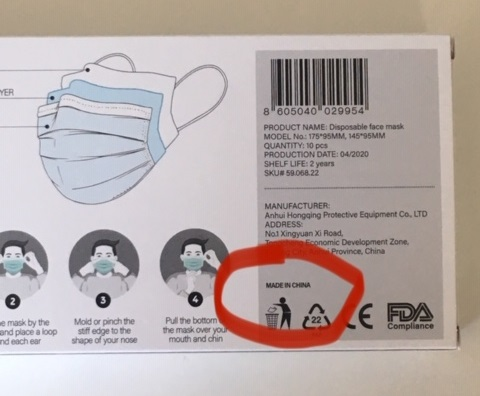 YER
8 605040 029954
PRODUCT NAME: Disposable face mask
MODEL No.: 175*95MM, 145*95MM
QUANTITY: 10 pcs
PRODUCTION DATE: 04/2020
SHELF LIFE: 2 years
SKU# 59.068.22
MANUFACTURER:
Anhui Hongqing Protective Equipment Co., LTD
ADDRESS:
No.1 Xingyuan Xi Road,
Economic Development Zone,
Province, China
MADE IN CHINA
22
CE
FDA
Compliance
2
e mask by the
and place a loop
nd each ear
3
Mold or pinch the
stiff edge to the
shape of your nose
4
Pull the bottom
the mask over your
mouth and chin